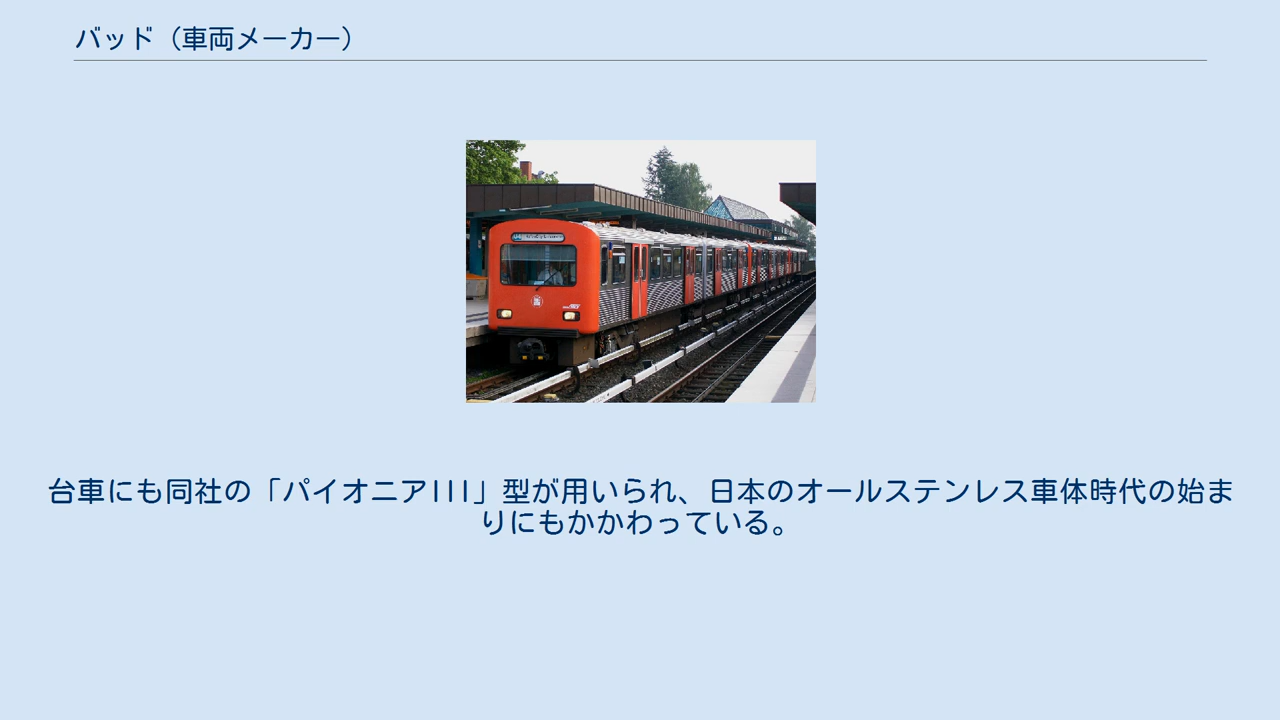 バッド（車両メーカー）
台車にも同社の「パイオニアIII」型が用いられ、日本のオールステンレス車体時代の始ま
りにもかかわっている。